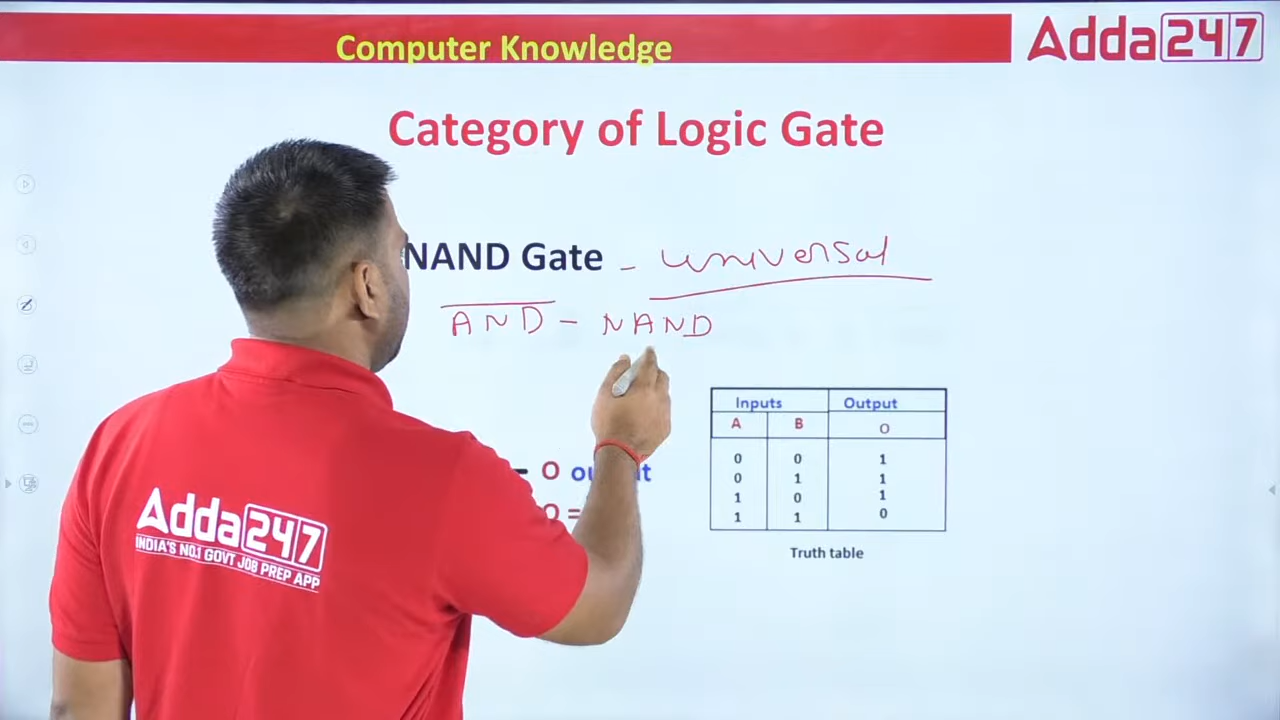 Computer Knowledge
Adda247
Category of Logic Gate
NAND Gate - universal
AND - NAND
Inputs Output
A B O
0 0 1
0 1 1
1 0 1
1 1 0
Truth table
O
O =
Adda247
INDIA'S NO.1 GOVT JOB PREP APP